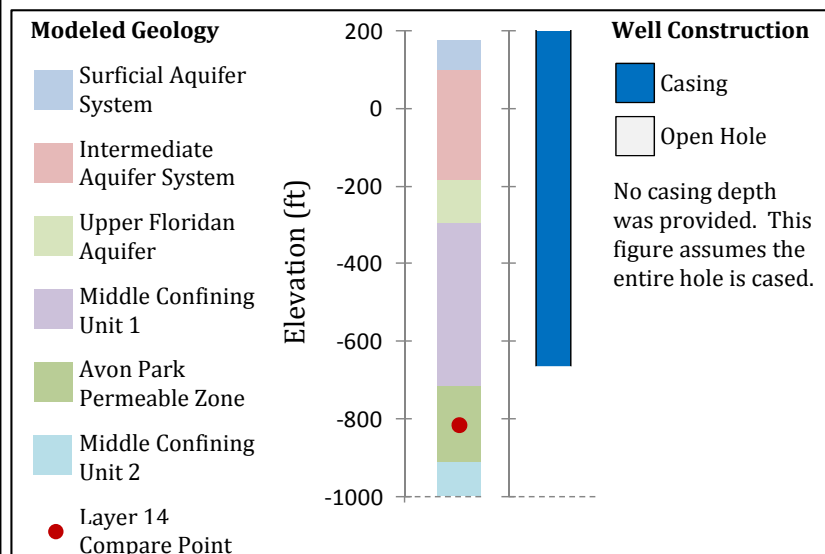 Modeled Geology
Surficial Aquifer
System
Intermediate
Aquifer System
Upper Floridan
Aquifer
Middle Confining
Unit 1
Avon Park
Permeable Zone
Middle Confining
Unit 2
Layer 14
Compare Point
Elevation (ft)
200
0
-200
-400
-600
-800
-1000
Well Construction
Casing
Open Hole
No casing depth
was provided. This
figure assumes the
entire hole is cased.